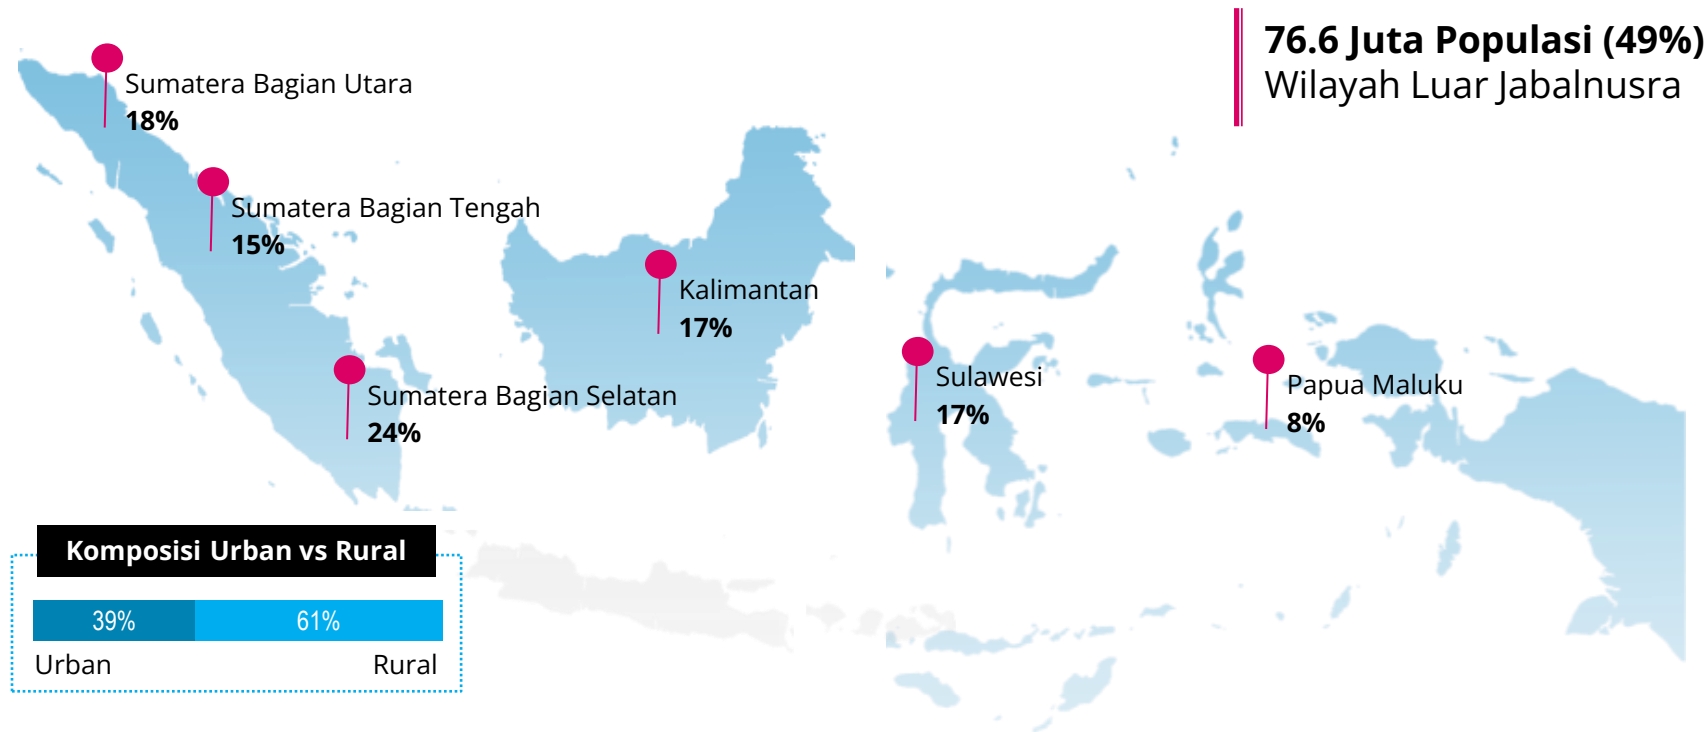 76.6 Juta Populasi (49%)
Wilayah Luar Jabalnusra
Sumatera Bagian Utara
18%
Sumatera Bagian Tengah
15%
Kalimantan
17%
Sumatera Bagian Selatan
24%
Sulawesi
17%
Papua Maluku
8%
Komposisi Urban vs Rural
39% 61%
Urban Rural